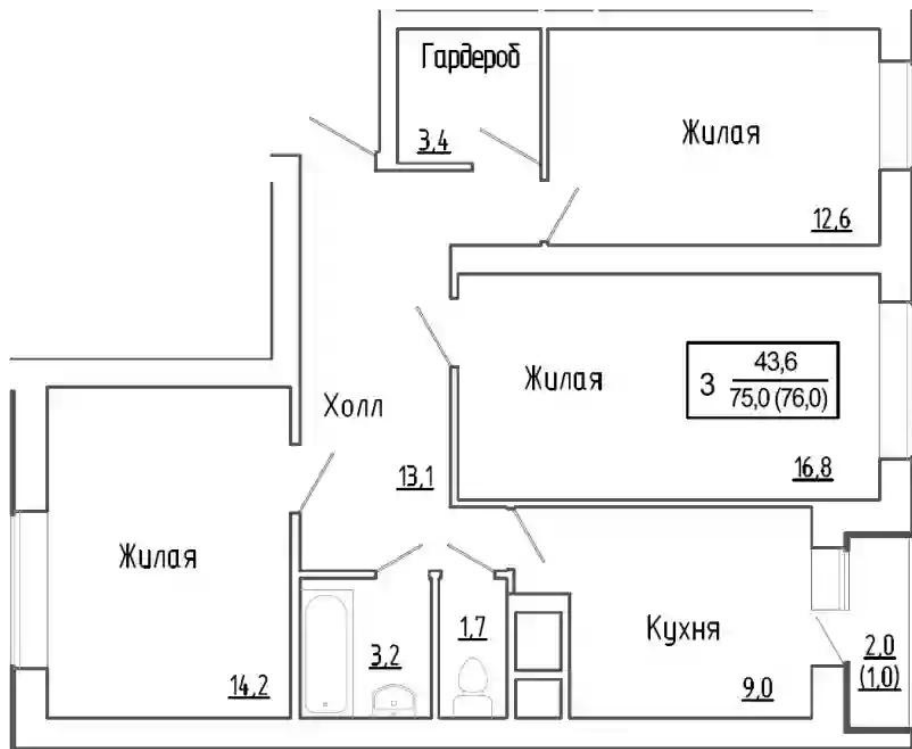 Гардероб
3,4
Жилая
12,6
Жилая
3
43,6
75,0 (76,0)
16,8
Холл
13,1
Жилая
14,2
3,2
1,7
Кухня
9,0
2,0
(1,0)